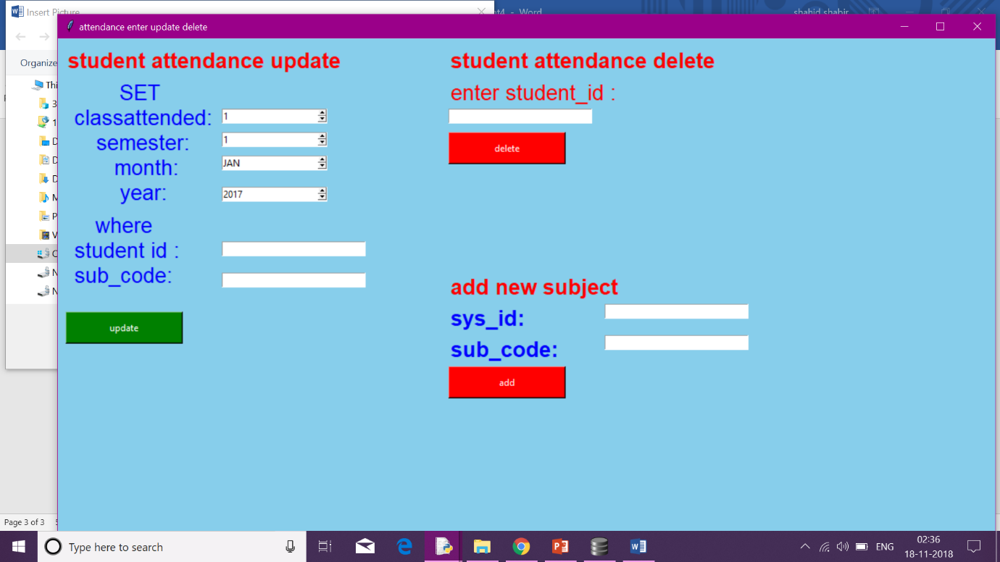 Insert Picture
nt4 - Word
shahid shabir
attendance enter update delete
Organize
student attendance update
SET
classattended: 1
semester: 1
month: JAN
year: 2017
where
student id :
sub_code:
update
student attendance delete
enter student_id :
delete
add new subject
sys_id:
sub_code:
add
Thi
3
1
D
D
D
M
P
V
C
N
N
Page 3 of 3
Type here to search
ENG
02:36
18-11-2018